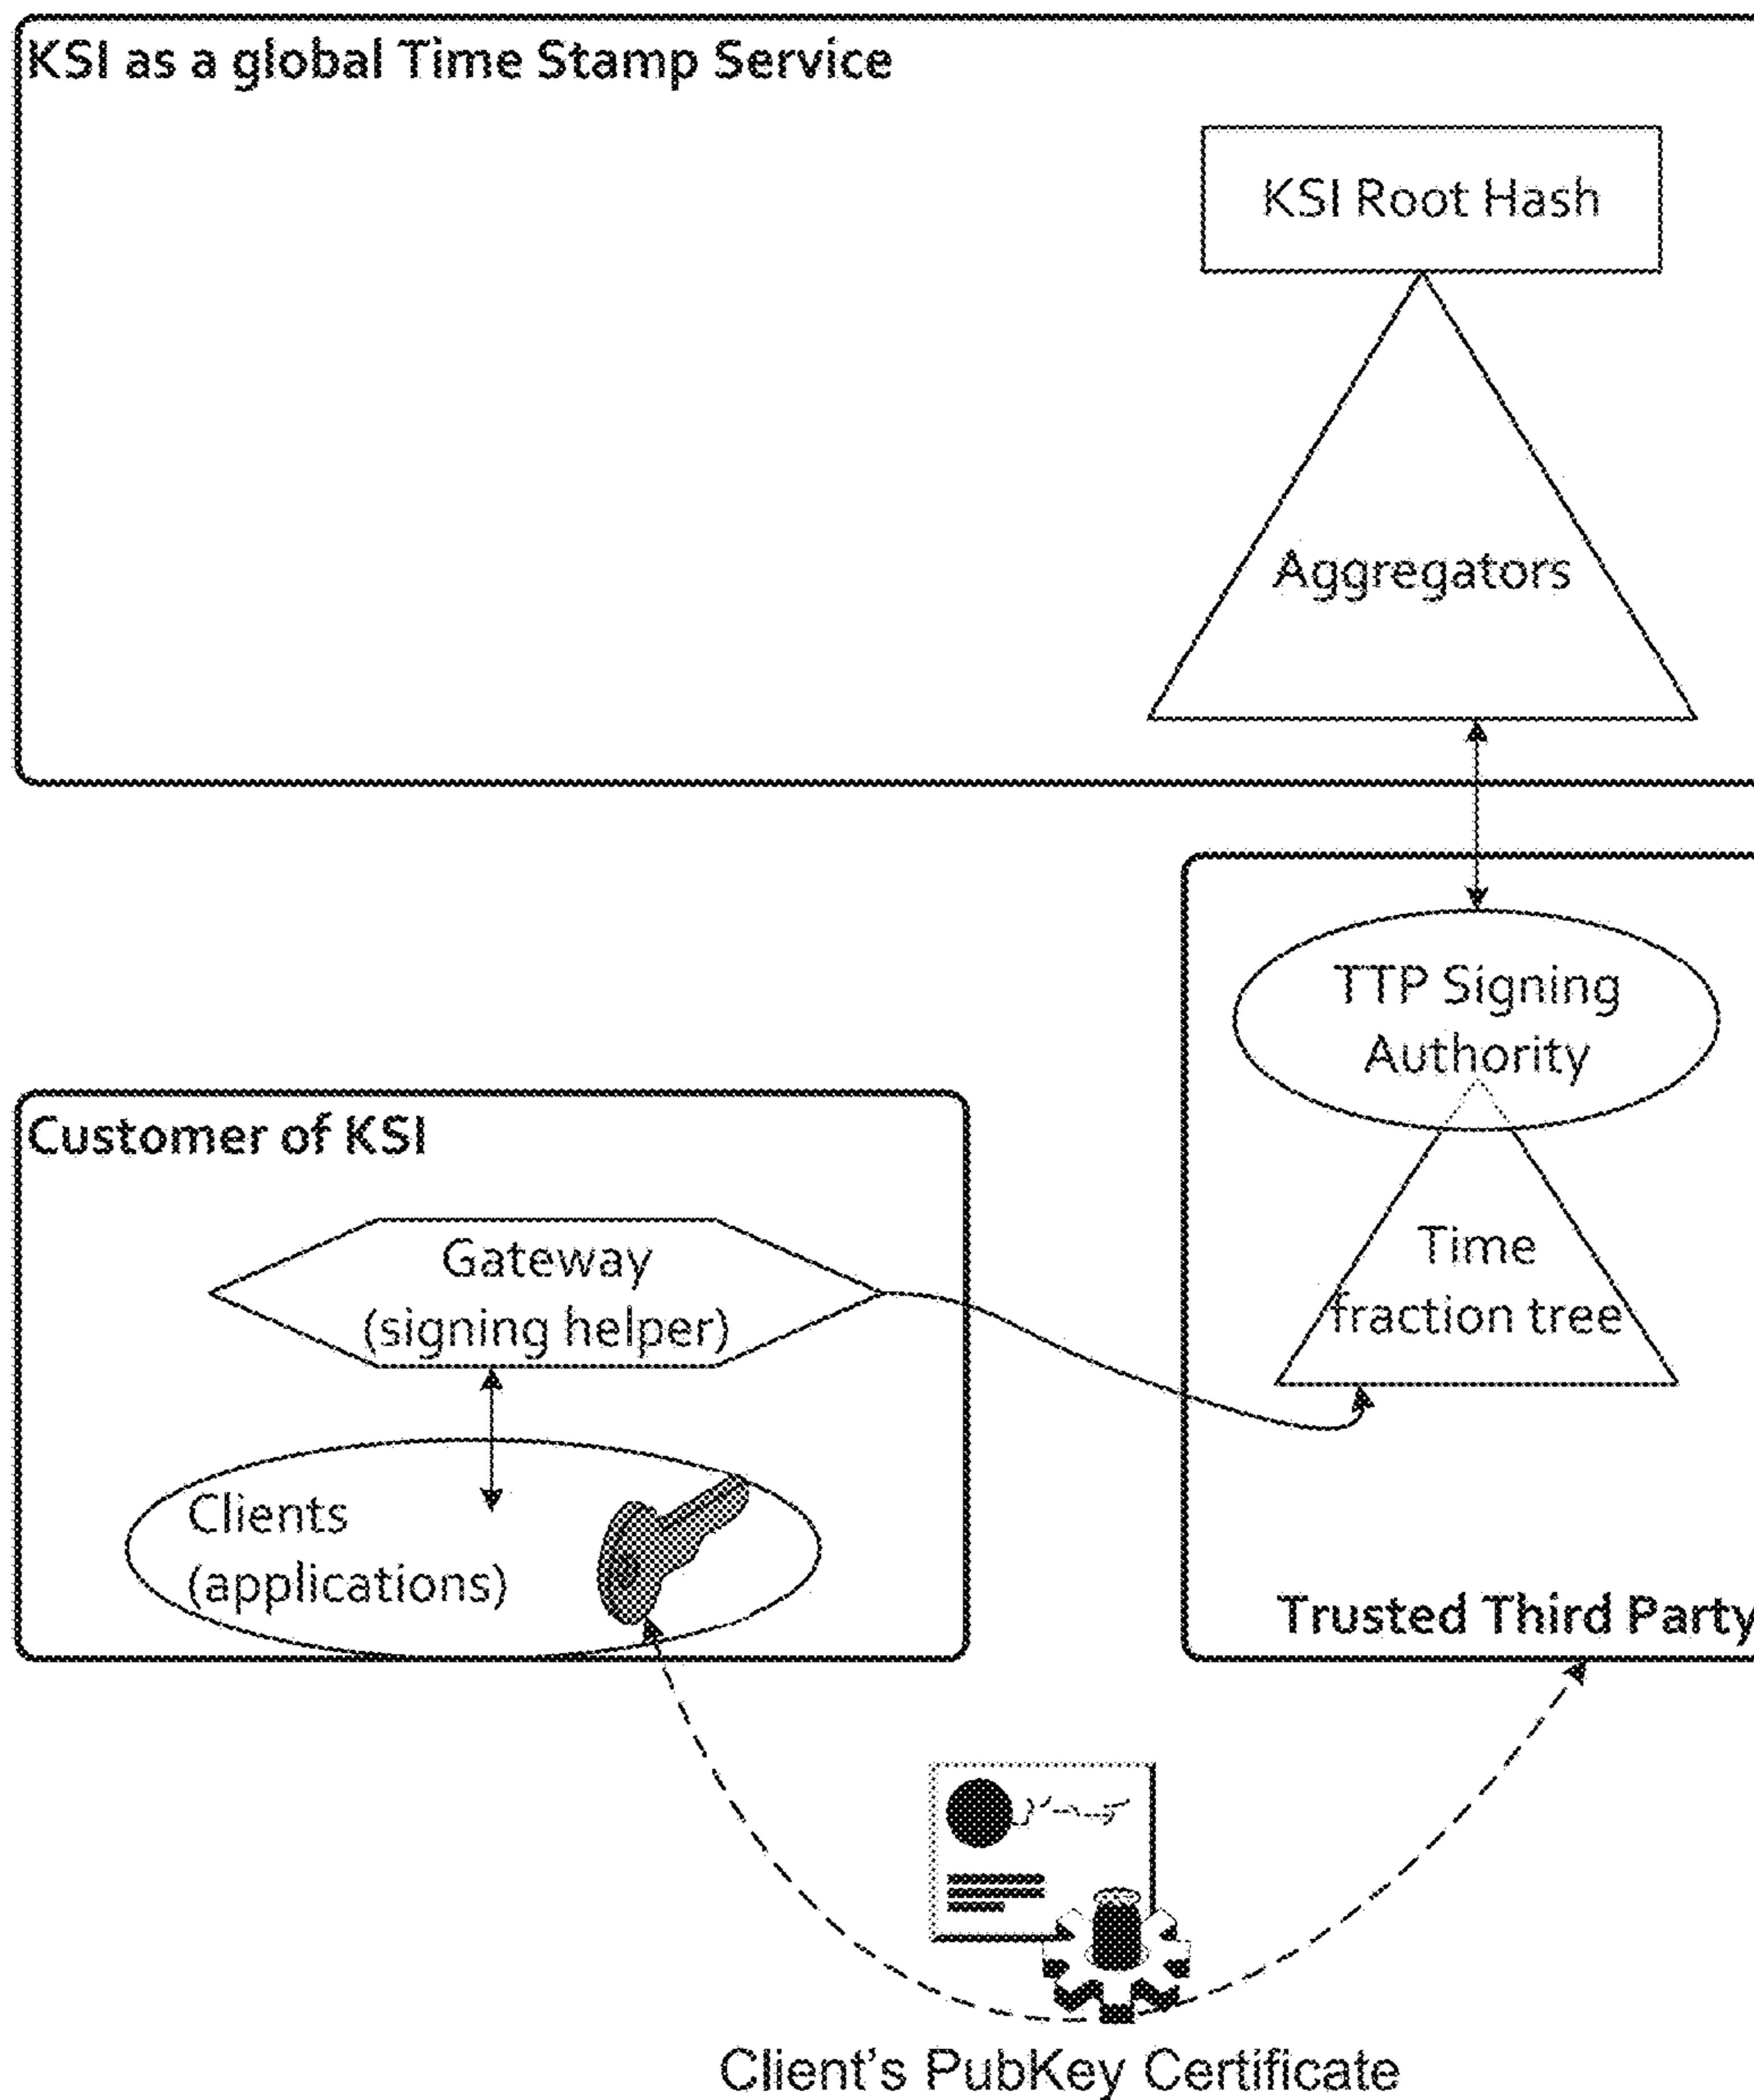 KSI as a global Time Stamp Service
KSI Root Hash
Aggregators
TTP Signing
Authority
Customer of KSI
Gateway
(signing helper)
Time
fraction tree
Clients
(applications)
Trusted Third Party
Client's PubKey Certificate